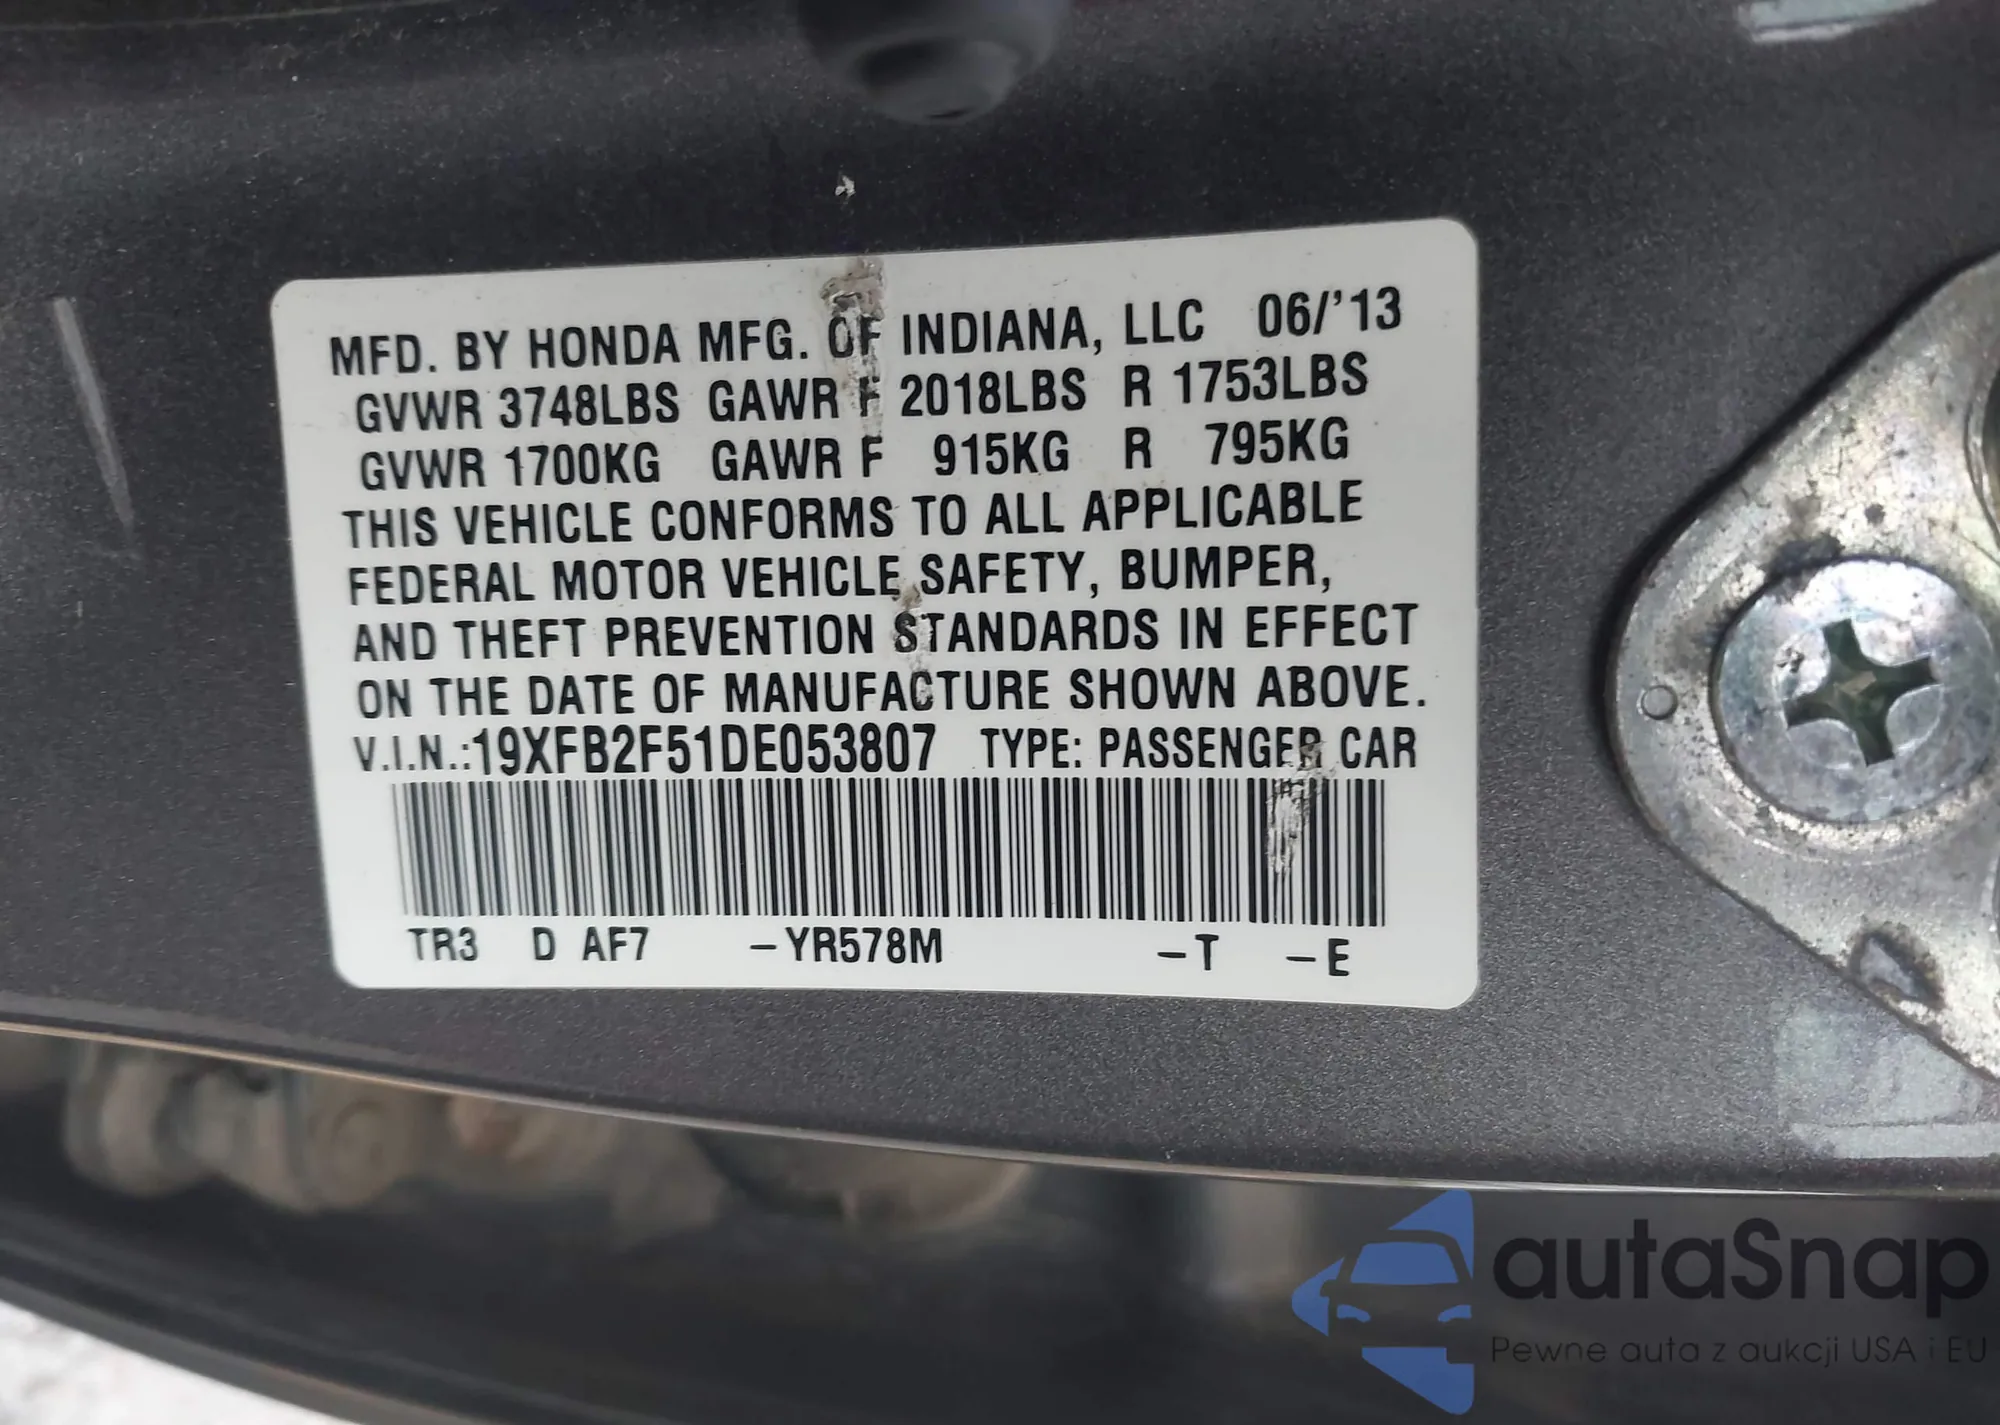 MFD. BY HONDA MFG. OF INDIANA, LLC 06/'13
GVWR 3748LBS GAWR F 2018LBS R 1753LBS
GVWR 1700KG GAWR F 915KG R 795KG
THIS VEHICLE CONFORMS TO ALL APPLICABLE
FEDERAL MOTOR VEHICLE SAFETY, BUMPER,
AND THEFT PREVENTION STANDARDS IN EFFECT
ON THE DATE OF MANUFACTURE SHOWN ABOVE.
V.I.N.:19XFB2F51DE053807 TYPE: PASSENGER CAR
TR3 D AF7 -YR578M -T -E
autaSnap
Pewne auta z aukcji USA i EU